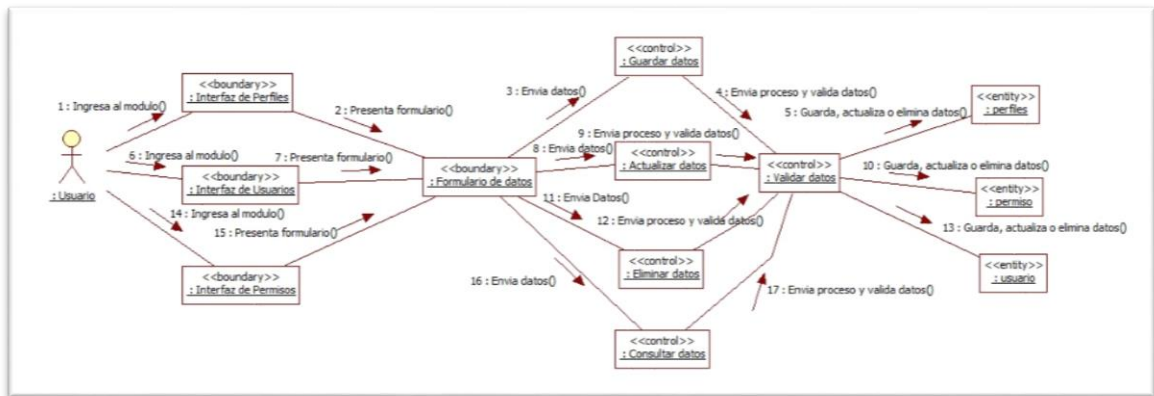 <<control>>
: Guardar datos
1 : Ingresa al modulo()
<<boundary>>
: Interfaz de Perfiles
2 : Presenta formulario()
3 : Envia datos()
4 : Envia proceso y valida datos()
5 : Guarda, actualiza o elimina datos()
<<entity>>
: perfiles
: Usuario
6 : Ingresa al modulo()
<<boundary>>
: Interfaz de Usuarios
7 : Presenta formulario()
<<boundary>>
: Formulario de datos
8 : Envia datos()
9 : Envia proceso y valida datos()
<<control>>
: Actualizar datos
<<control>>
: Validar datos
10 : Guarda, actualiza o elimina datos()
<<entity>>
: permiso
11 : Envia Datos()
12 : Envia proceso y valida datos()
13 : Guarda, actualiza o elimina datos()
14 : Ingresa al modulo()
15 : Presenta formulario()
<<boundary>>
: Interfaz de Permisos
<<control>>
: Eliminar datos
<<entity>>
: usuario
16 : Envia datos()
17 : Envia proceso y valida datos()
<<control>>
: Consultar datos